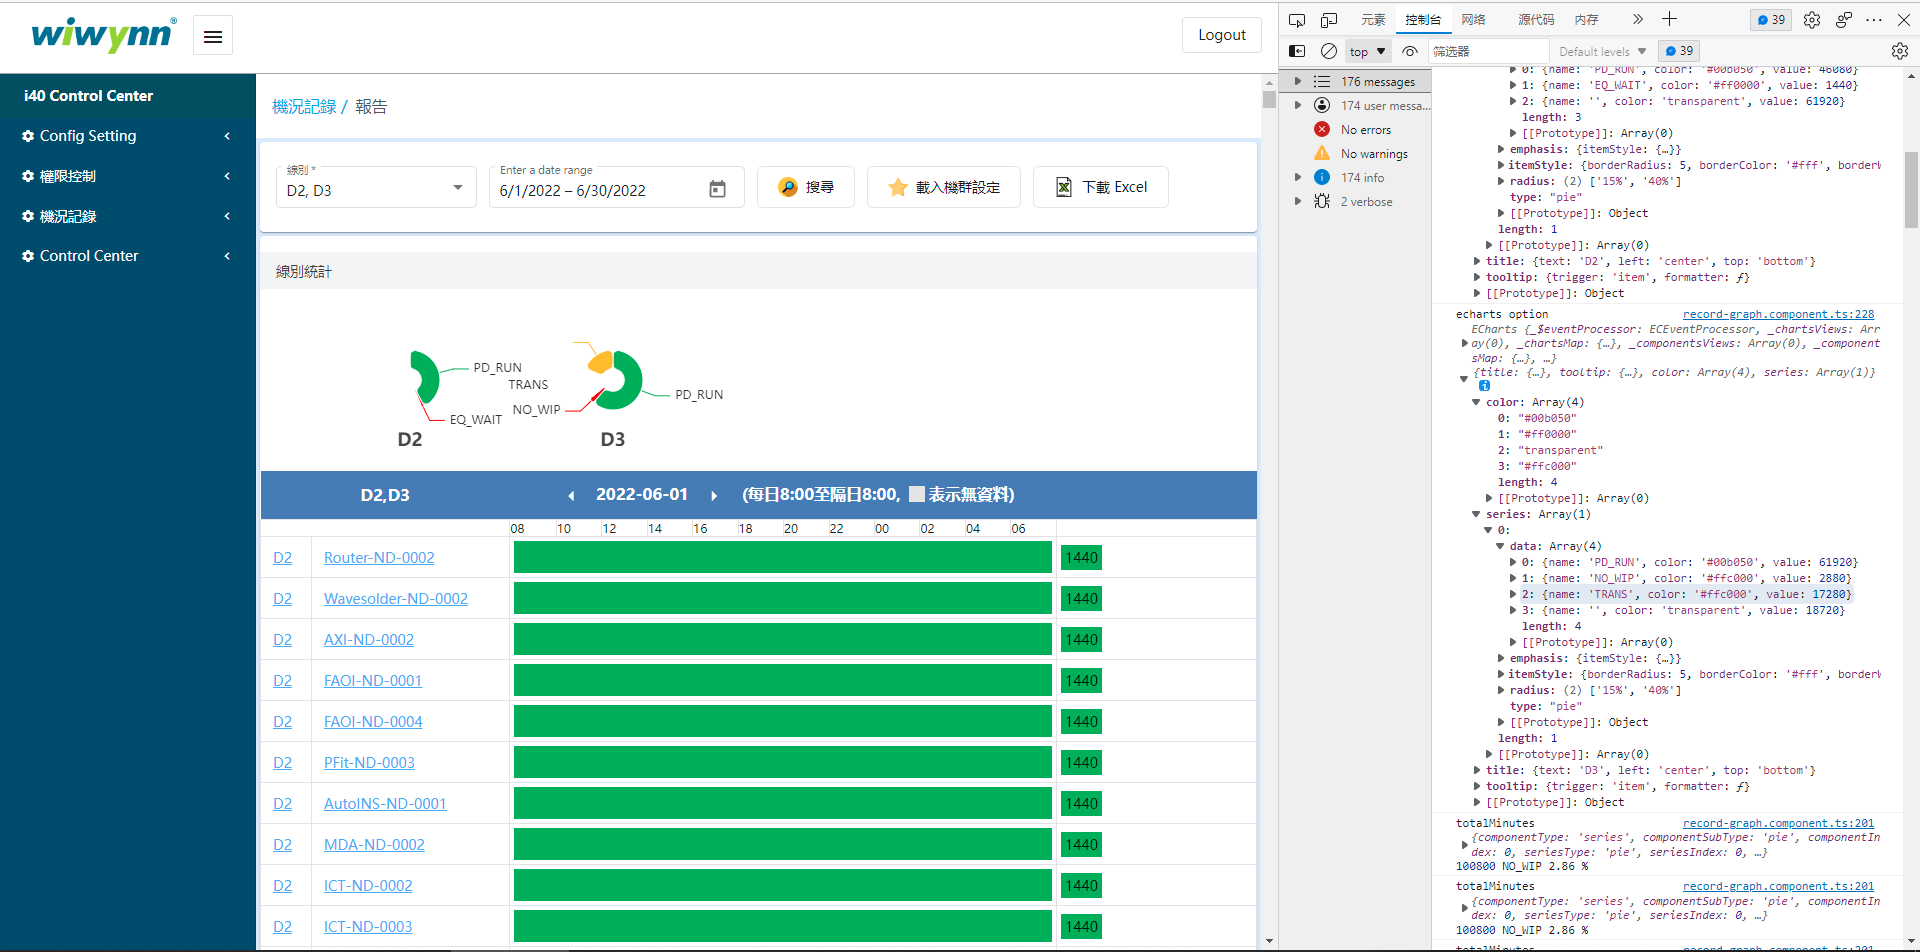 wiwynn
Logout
i40 Control Center
Config Setting
權限控制
機況記錄
Control Center
機況記錄 / 報告
線別 *
D2, D3
Enter a date range
6/1/2022 – 6/30/2022
搜尋
載入機群設定
下載 Excel
線別統計
PD_RUN
EQ_WAIT
D2
TRANS
NO_WIP
PD_RUN
D3
D2,D3
2022-06-01
(每日8:00至隔日8:00, 表示無資料)
08 10 12 14 16 18 20 22 00 02 04 06
D2 Router-ND-0002 1440
D2 Wavesolder-ND-0002 1440
D2 AXI-ND-0002 1440
D2 FAOI-ND-0001 1440
D2 FAOI-ND-0004 1440
D2 PFit-ND-0003 1440
D2 AutoINS-ND-0001 1440
D2 MDA-ND-0002 1440
D2 ICT-ND-0002 1440
D2 ICT-ND-0003 1440
元素 控制台 网络 源代码 内存 39
top 筛选器 Default levels 39
176 messages
174 user messa...
No errors
No warnings
174 info
2 verbose
0: {name: 'PD_RUN', color: '#00b050', value: 46080}
1: {name: 'EQ_WAIT', color: '#ff0000', value: 1440}
2: {name: '', color: 'transparent', value: 61920}
length: 3
[[Prototype]]: Array(0)
emphasis: {itemStyle: {…}}
itemStyle: {borderRadius: 5, borderColor: '#fff', borderW
radius: (2) ['15%', '40%']
type: "pie"
[[Prototype]]: Object
length: 1
[[Prototype]]: Array(0)
title: {text: 'D2', left: 'center', top: 'bottom'}
tooltip: {trigger: 'item', formatter: ƒ}
[[Prototype]]: Object
echarts option record-graph.component.ts:228
ECharts {_$eventProcessor: ECEventProcessor, _chartsViews: Arr
ay(0), _chartsMap: {…}, _componentsViews: Array(0), _component
sMap: {…}, …}
{title: {…}, tooltip: {…}, color: Array(4), series: Array(1)}
color: Array(4)
0: "#00b050"
1: "#ff0000"
2: "transparent"
3: "#ffc000"
length: 4
[[Prototype]]: Array(0)
series: Array(1)
0:
data: Array(4)
0: {name: 'PD_RUN', color: '#00b050', value: 61920}
1: {name: 'NO_WIP', color: '#ffc000', value: 2880}
2: {name: 'TRANS', color: '#ffc000', value: 17280}
3: {name: '', color: 'transparent', value: 18720}
length: 4
[[Prototype]]: Array(0)
emphasis: {itemStyle: {…}}
itemStyle: {borderRadius: 5, borderColor: '#fff', borderW
radius: (2) ['15%', '40%']
type: "pie"
[[Prototype]]: Object
length: 1
[[Prototype]]: Array(0)
title: {text: 'D3', left: 'center', top: 'bottom'}
tooltip: {trigger: 'item', formatter: ƒ}
[[Prototype]]: Object
totalMinutes record-graph.component.ts:201
{componentType: 'series', componentSubType: 'pie', componentIn
dex: 0, seriesType: 'pie', seriesIndex: 0, …}
100800 NO_WIP 2.86 %
totalMinutes record-graph.component.ts:201
{componentType: 'series', componentSubType: 'pie', componentIn
dex: 0, seriesType: 'pie', seriesIndex: 0, …}
100800 NO_WIP 2.86 %
totalMinutes record-graph.component.ts:201